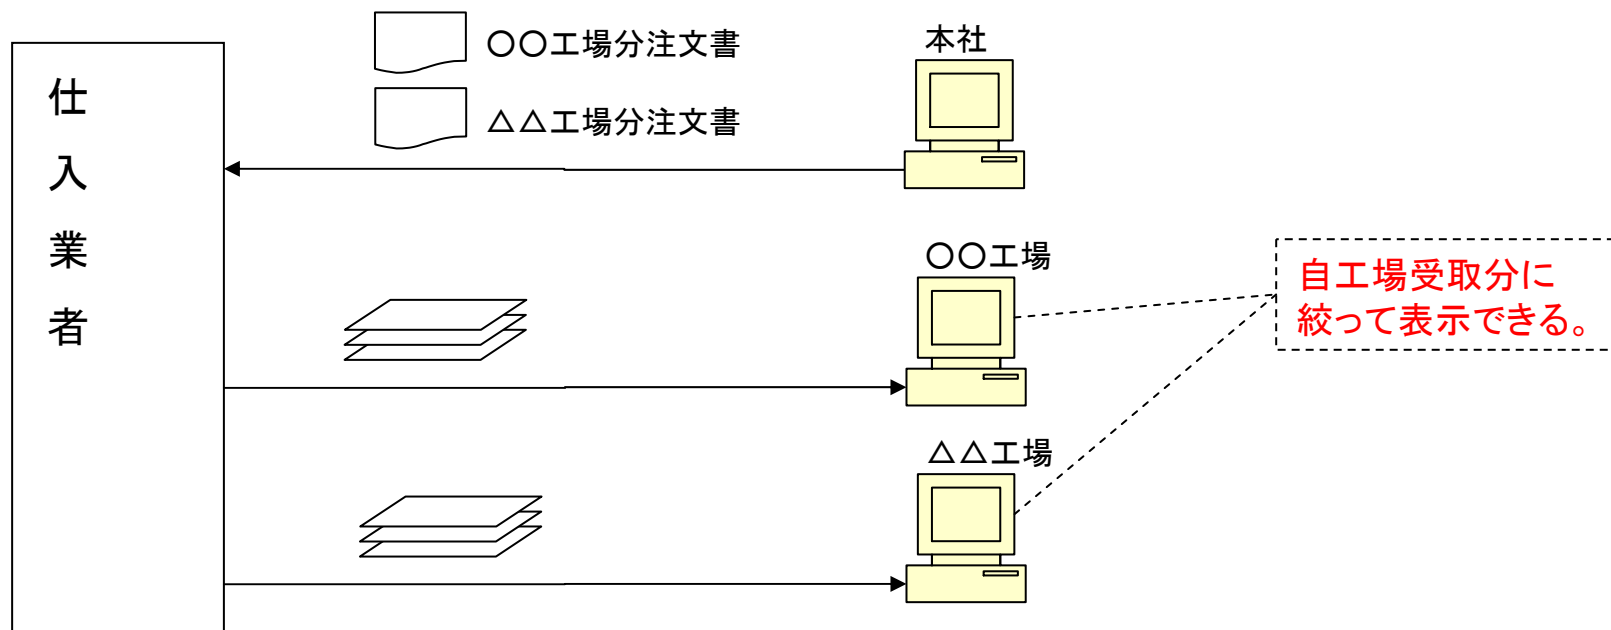 仕入業者
〇〇工場分注文書
△△工場分注文書
本社
〇〇工場
△△工場
自工場受取分に
絞って表示できる。